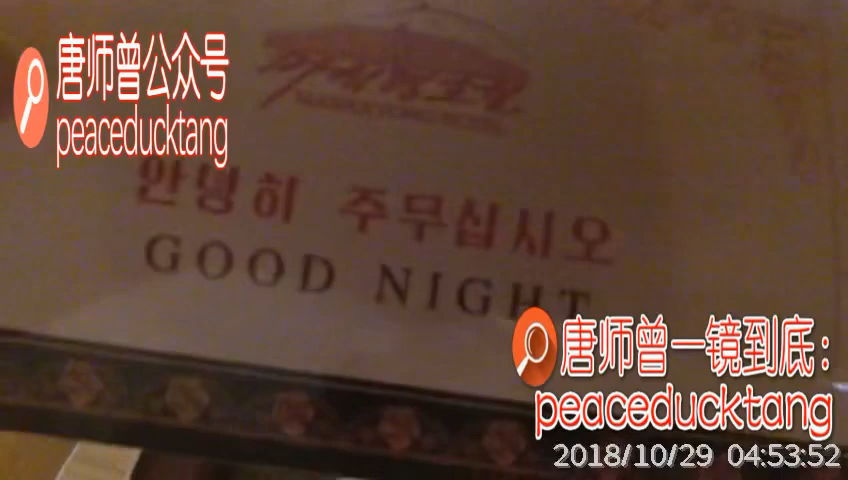 唐师曾公众号
peaceducktang
안녕히 주무십시오
GOOD NIGHT
唐师曾一镜到底：
peaceducktang
2018/10/29 04:53:52